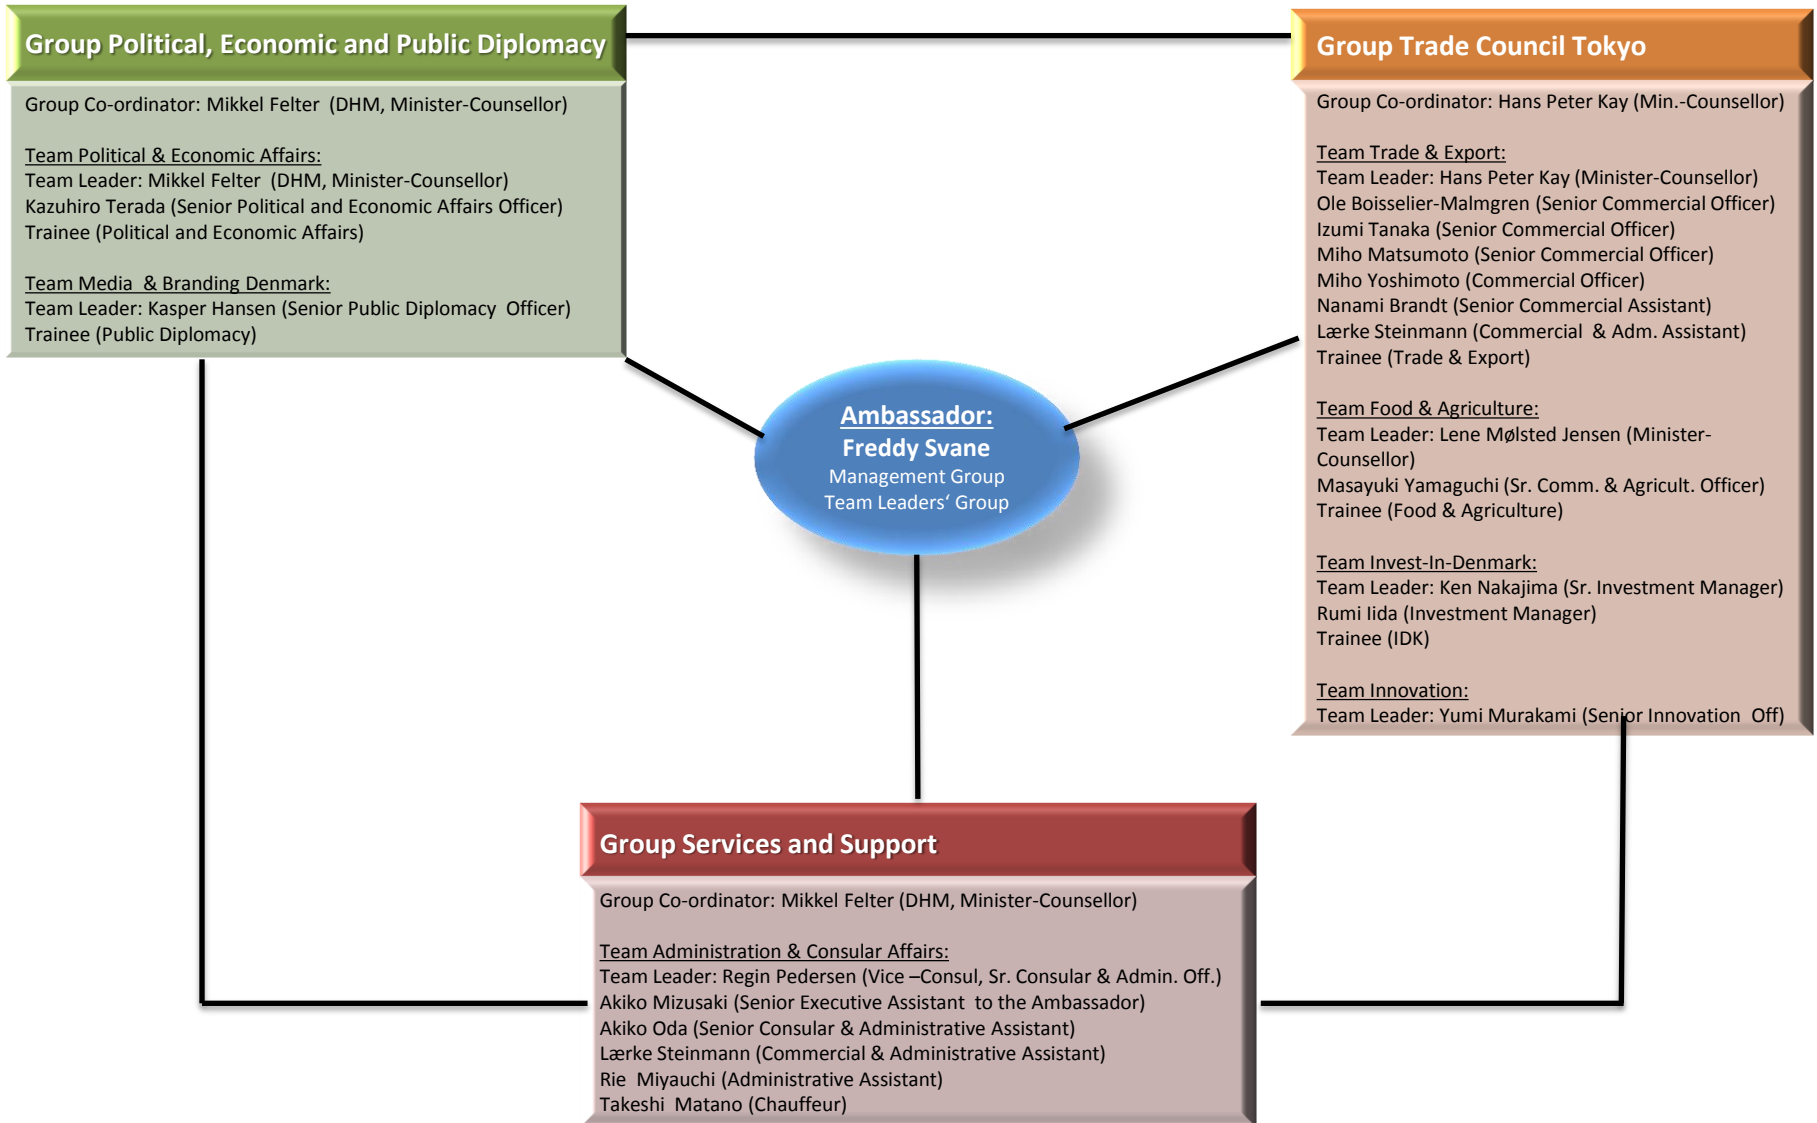 Group Political, Economic and Public Diplomacy
Group Co-ordinator: Mikkel Felter (DHM, Minister-Counsellor)
Team Political & Economic Affairs:
Team Leader: Mikkel Felter (DHM, Minister-Counsellor)
Kazuhiro Terada (Senior Political and Economic Affairs Officer)
Trainee (Political and Economic Affairs)
Team Media & Branding Denmark:
Team Leader: Kasper Hansen (Senior Public Diplomacy Officer)
Trainee (Public Diplomacy)
Group Trade Council Tokyo
Group Co-ordinator: Hans Peter Kay (Min.-Counsellor)
Team Trade & Export:
Team Leader: Hans Peter Kay (Minister-Counsellor)
Ole Boisselier-Malmgren (Senior Commercial Officer)
Izumi Tanaka (Senior Commercial Officer)
Miho Matsumoto (Senior Commercial Officer)
Miho Yoshimoto (Commercial Officer)
Nanami Brandt (Senior Commercial Assistant)
Lærke Steinmann (Commercial & Adm. Assistant)
Trainee (Trade & Export)
Team Food & Agriculture:
Team Leader: Lene Mølsted Jensen (Minister-
Counsellor)
Masayuki Yamaguchi (Sr. Comm. & Agricult. Officer)
Trainee (Food & Agriculture)
Team Invest-In-Denmark:
Team Leader: Ken Nakajima (Sr. Investment Manager)
Rumi Iida (Investment Manager)
Trainee (IDK)
Team Innovation:
Team Leader: Yumi Murakami (Senior Innovation Off)
Ambassador:
Freddy Svane
Management Group
Team Leaders‘ Group
Group Services and Support
Group Co-ordinator: Mikkel Felter (DHM, Minister-Counsellor)
Team Administration & Consular Affairs:
Team Leader: Regin Pedersen (Vice –Consul, Sr. Consular & Admin. Off.)
Akiko Mizusaki (Senior Executive Assistant to the Ambassador)
Akiko Oda (Senior Consular & Administrative Assistant)
Lærke Steinmann (Commercial & Administrative Assistant)
Rie Miyauchi (Administrative Assistant)
Takeshi Matano (Chauffeur)